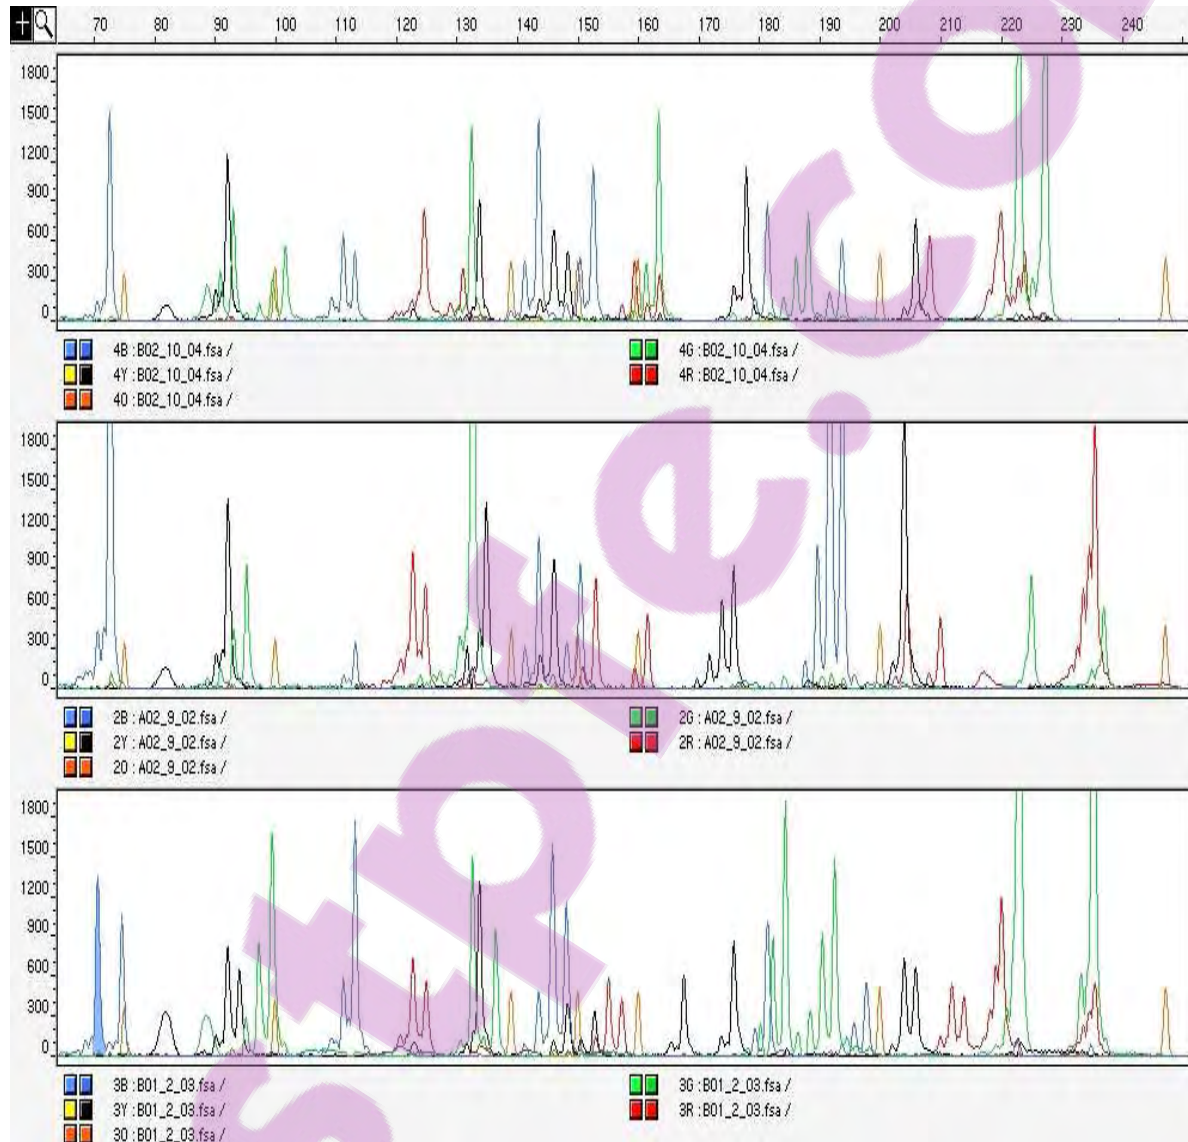 70 80 90 100 110 120 130 140 150 160 170 180 190 200 210 220 230 240
1800
1500
1200
900
600
300
0
4B :B02_10_04.fsa / 4G :B02_10_04.fsa /
4Y :B02_10_04.fsa / 4R :B02_10_04.fsa /
4O :B02_10_04.fsa /
1800
1500
1200
900
600
300
0
2B : A02_9_02.fsa / 2G : A02_9_02.fsa /
2Y : A02_9_02.fsa / 2R : A02_9_02.fsa /
2O : A02_9_02.fsa /
1800
1500
1200
900
600
300
0
3B :B01_2_03.fsa / 3G :B01_2_03.fsa /
3Y :B01_2_03.fsa / 3R :B01_2_03.fsa /
3O :B01_2_03.fsa /
stpfe.co